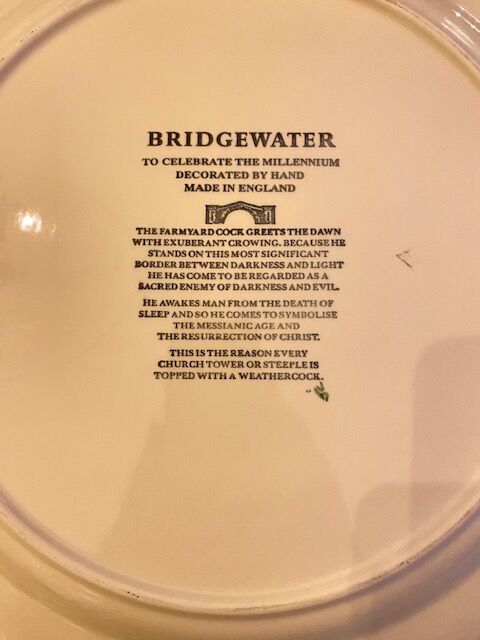 BRIDGEWATER
TO CELEBRATE THE MILLENNIUM
DECORATED BY HAND
MADE IN ENGLAND
THE FARMYARD COCK GREETS THE DAWN
WITH EXUBERANT CROWING. BECAUSE HE
STANDS ON THIS MOST SIGNIFICANT
BORDER BETWEEN DARKNESS AND LIGHT
HE HAS COME TO BE REGARDED AS A
SACRED ENEMY OF DARKNESS AND EVIL.
HE AWAKES MAN FROM THE DEATH OF
SLEEP AND SO HE COMES TO SYMBOLISE
THE MESSIANIC AGE AND
THE RESURRECTION OF CHRIST.
THIS IS THE REASON EVERY
CHURCH TOWER OR STEEPLE IS
TOPPED WITH A WEATHERCOCK.